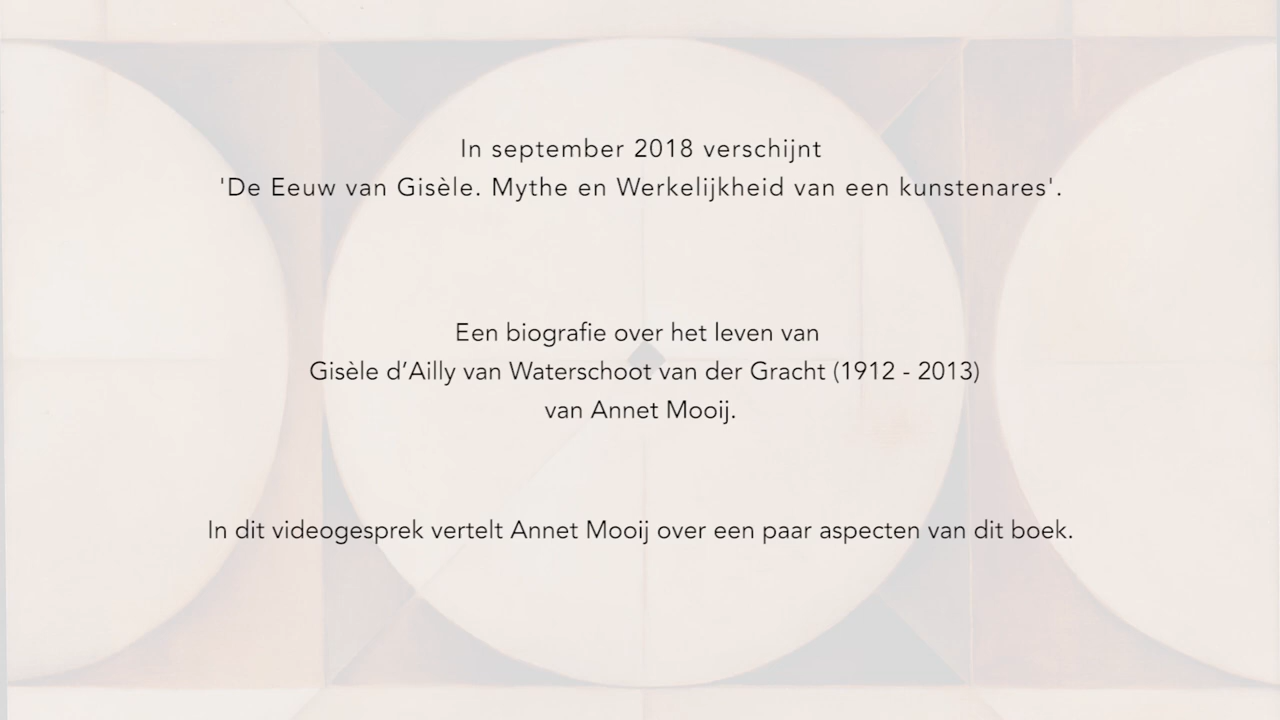 In september 2018 verschijnt
'De Eeuw van Gisèle. Mythe en Werkelijkheid van een kunstenares'.
Een biografie over het leven van
Gisèle d’Ailly van Waterschoot van der Gracht (1912 - 2013)
van Annet Mooij.
In dit videogesprek vertelt Annet Mooij over een paar aspecten van dit boek.